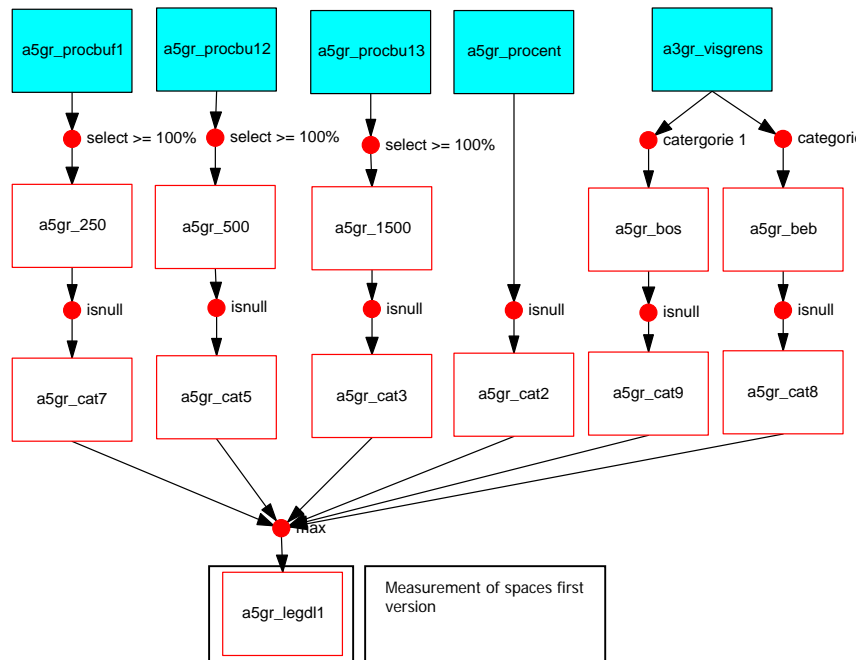 a5gr_procbuf1
a5gr_procbu12
a5gr_procbu13
a5gr_procent
a3gr_visgrens
select >= 100%
select >= 100%
select >= 100%
catergorie 1
categorie
a5gr_250
a5gr_500
a5gr_1500
a5gr_bos
a5gr_beb
isnull
isnull
isnull
isnull
isnull
isnull
a5gr_cat7
a5gr_cat5
a5gr_cat3
a5gr_cat2
a5gr_cat9
a5gr_cat8
max
a5gr_legdl1
Measurement of spaces first
version